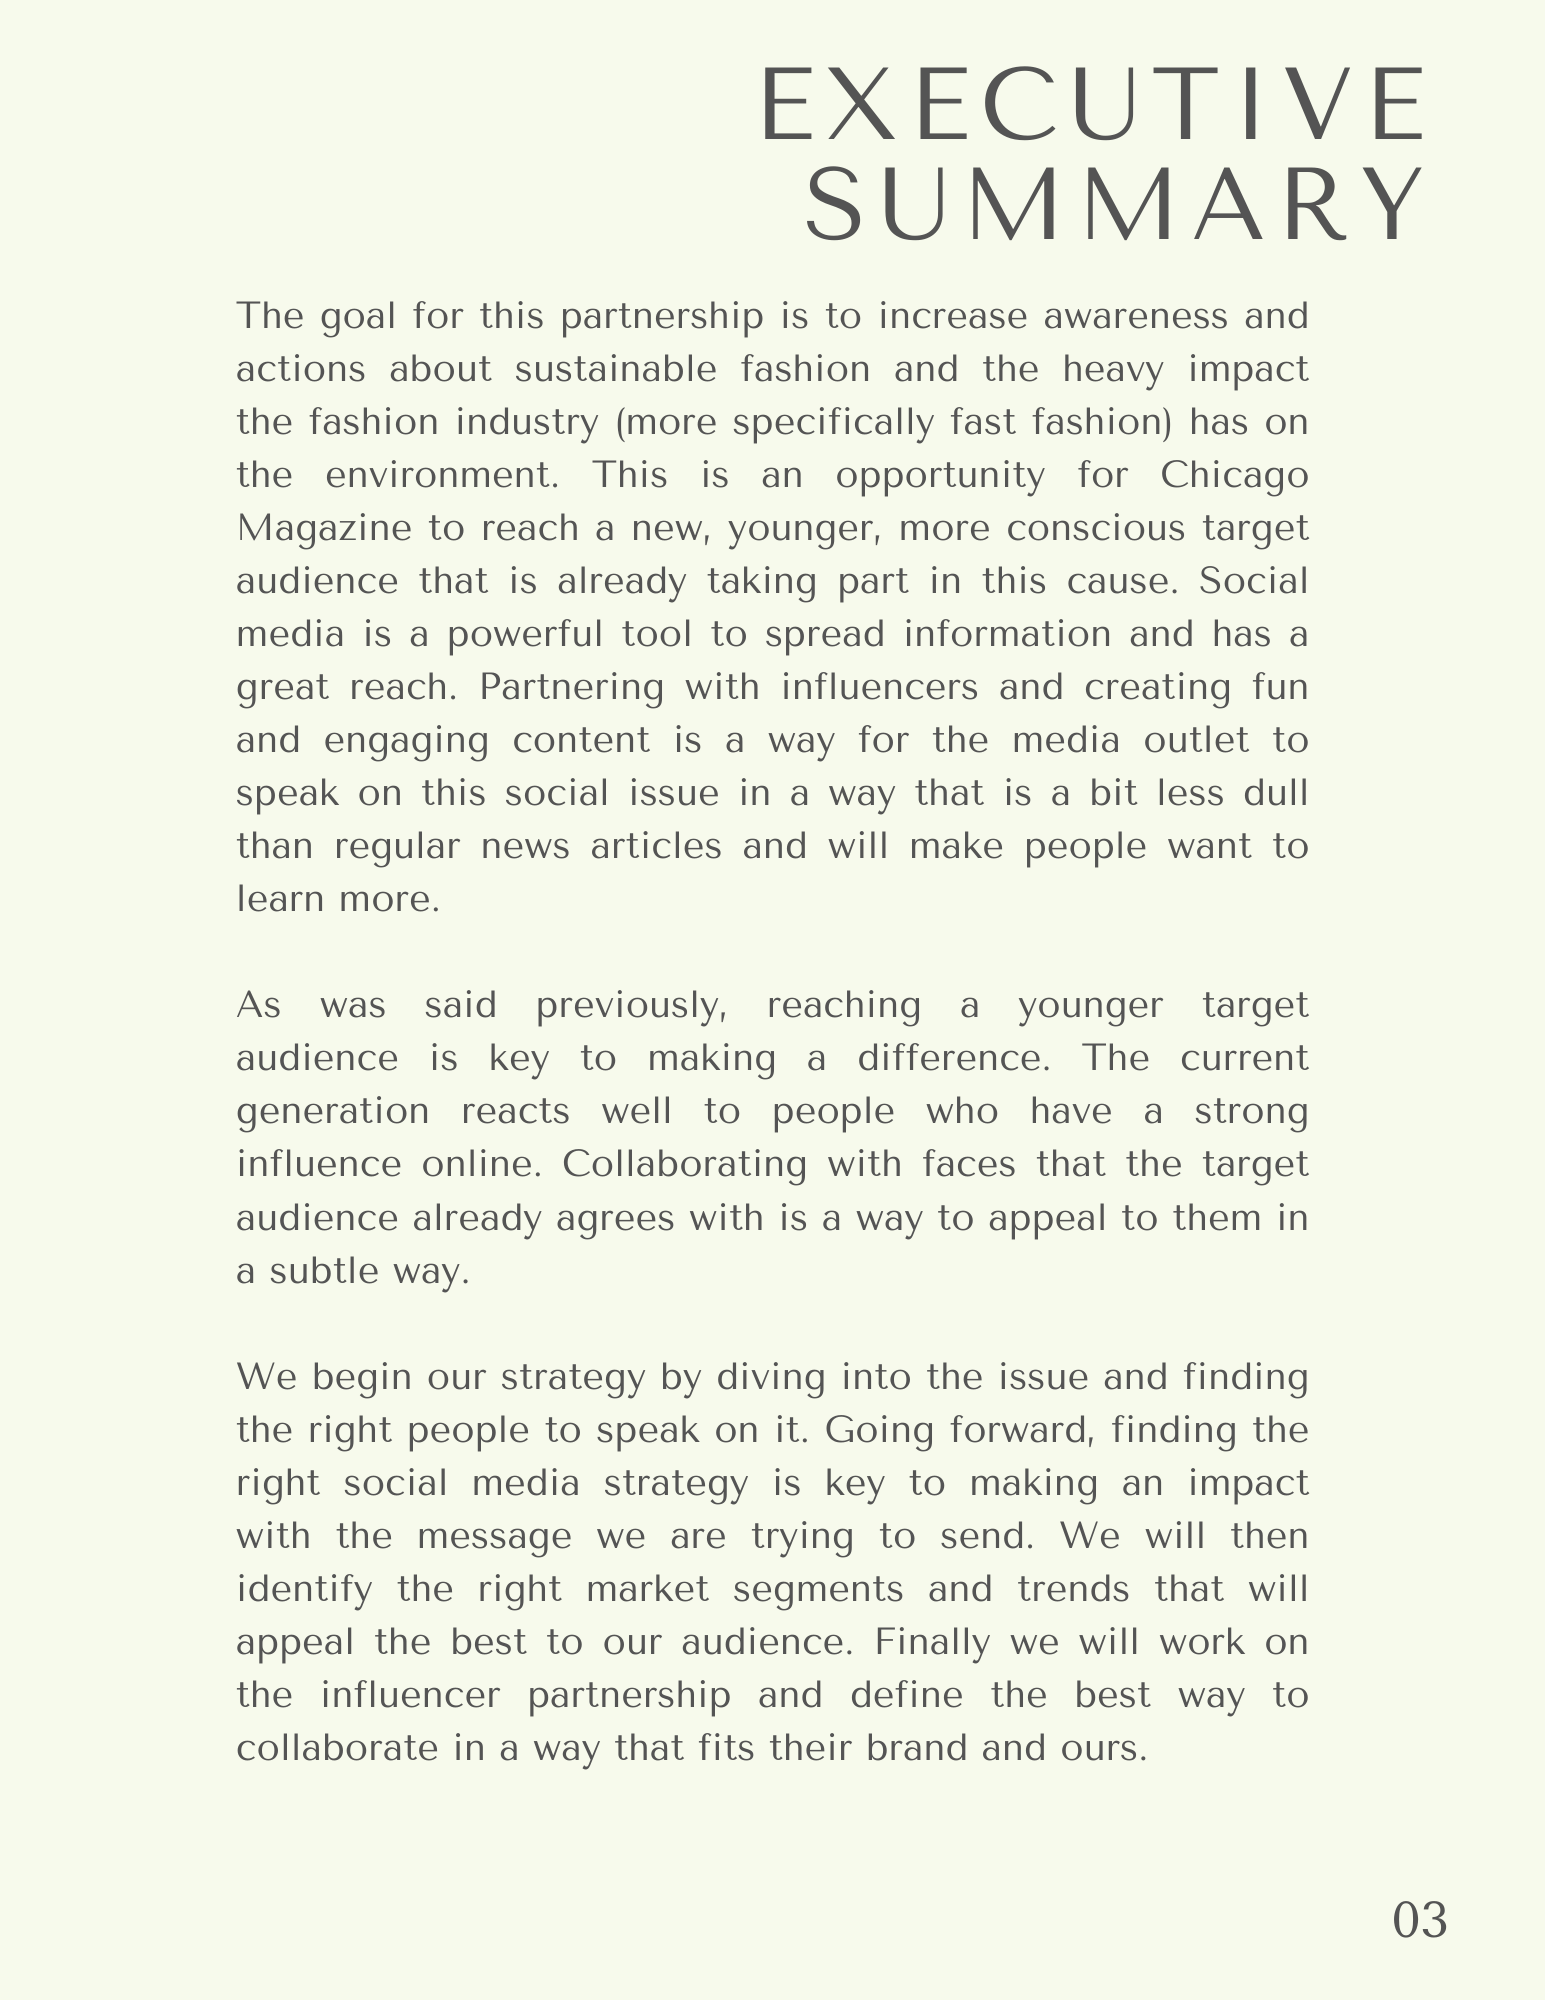 EXECUTIVE
SUMMARY
The goal for this partnership is to increase awareness and
actions about sustainable fashion and the heavy impact
the fashion industry (more specifically fast fashion) has on
the environment. This is an opportunity for Chicago
Magazine to reach a new, younger, more conscious target
audience that is already taking part in this cause. Social
media is a powerful tool to spread information and has a
great reach. Partnering with influencers and creating fun
and engaging content is a way for the media outlet to
speak on this social issue in a way that is a bit less dull
than regular news articles and will make people want to
learn more.
As was said previously, reaching a younger target
audience is key to making a difference. The current
generation reacts well to people who have a strong
influence online. Collaborating with faces that the target
audience already agrees with is a way to appeal to them in
a subtle way.
We begin our strategy by diving into the issue and finding
the right people to speak on it. Going forward, finding the
right social media strategy is key to making an impact
with the message we are trying to send. We will then
identify the right market segments and trends that will
appeal the best to our audience. Finally we will work on
the influencer partnership and define the best way to
collaborate in a way that fits their brand and ours.
03